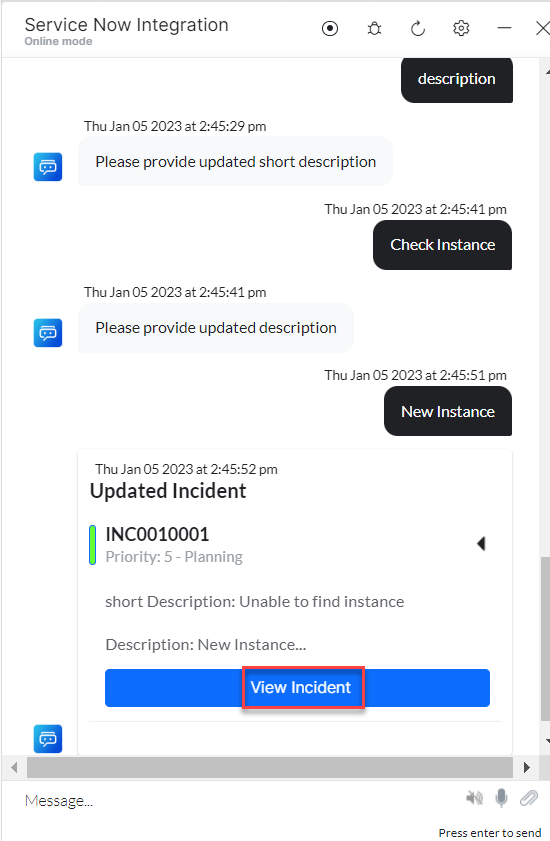 Service Now Integration
Online mode
description
Thu Jan 05 2023 at 2:45:29 pm
Please provide updated short description
Thu Jan 05 2023 at 2:45:41 pm
Check Instance
Thu Jan 05 2023 at 2:45:41 pm
Please provide updated description
Thu Jan 05 2023 at 2:45:51 pm
New Instance
Thu Jan 05 2023 at 2:45:52 pm
Updated Incident
INC0010001
Priority: 5 - Planning
short Description: Unable to find instance
Description: New Instance...
View Incident
Message...
Press enter to send